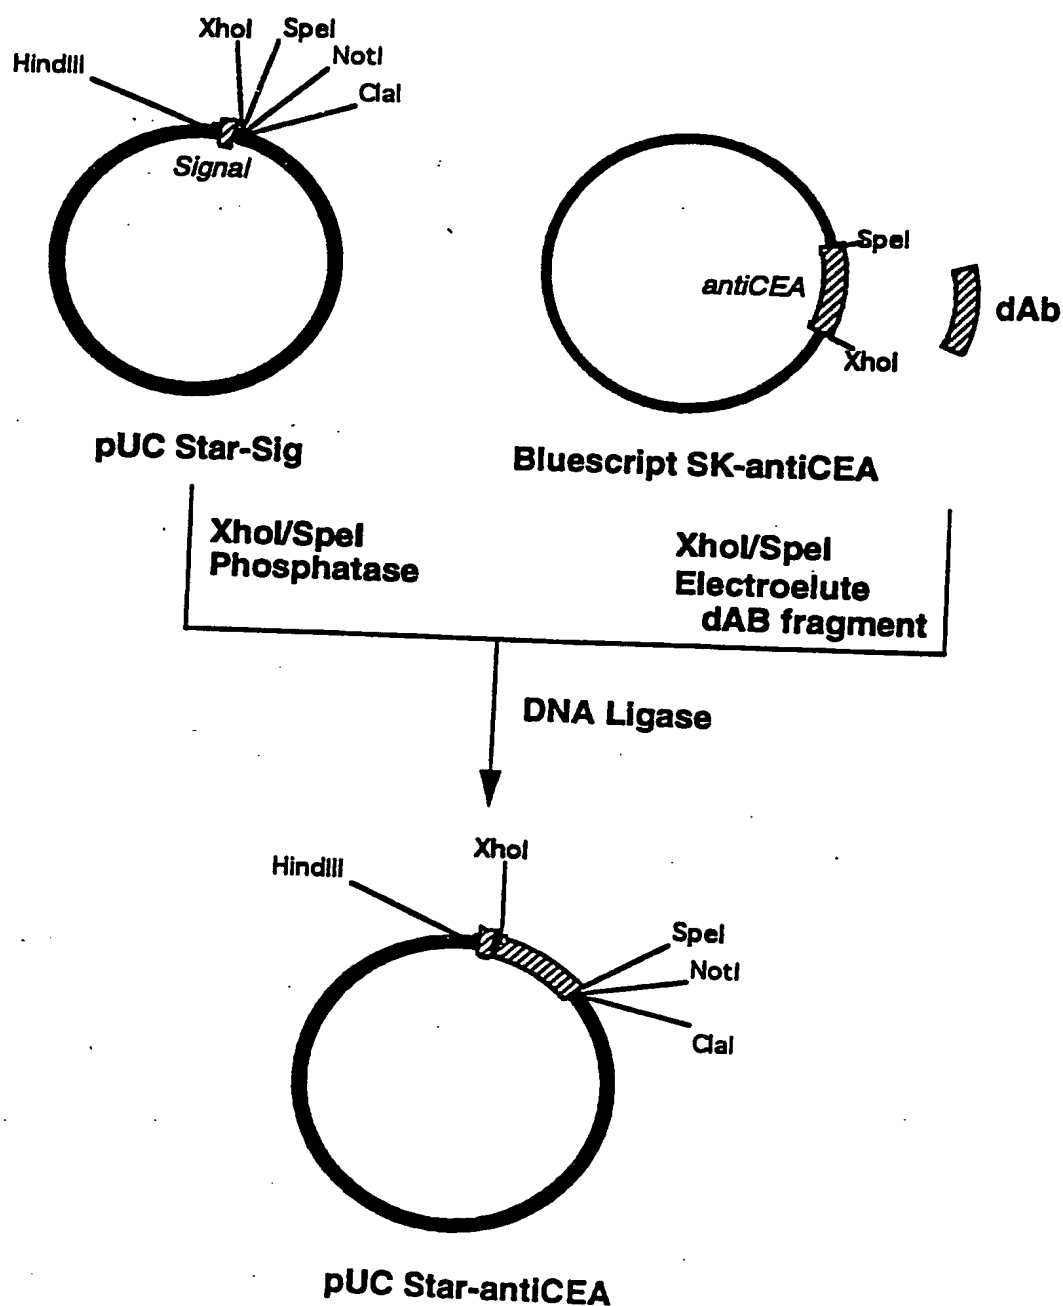 XhoI
SpeI
NotI
HindIII
ClaI
Signal
SpeI
antiCEA
dAb
XhoI
pUC Star-Sig
Bluescript SK-antiCEA
XhoI/SpeI
Phosphatase
XhoI/SpeI
Electroelute
dAB fragment
DNA Ligase
XhoI
HindIII
SpeI
NotI
ClaI
pUC Star-antiCEA